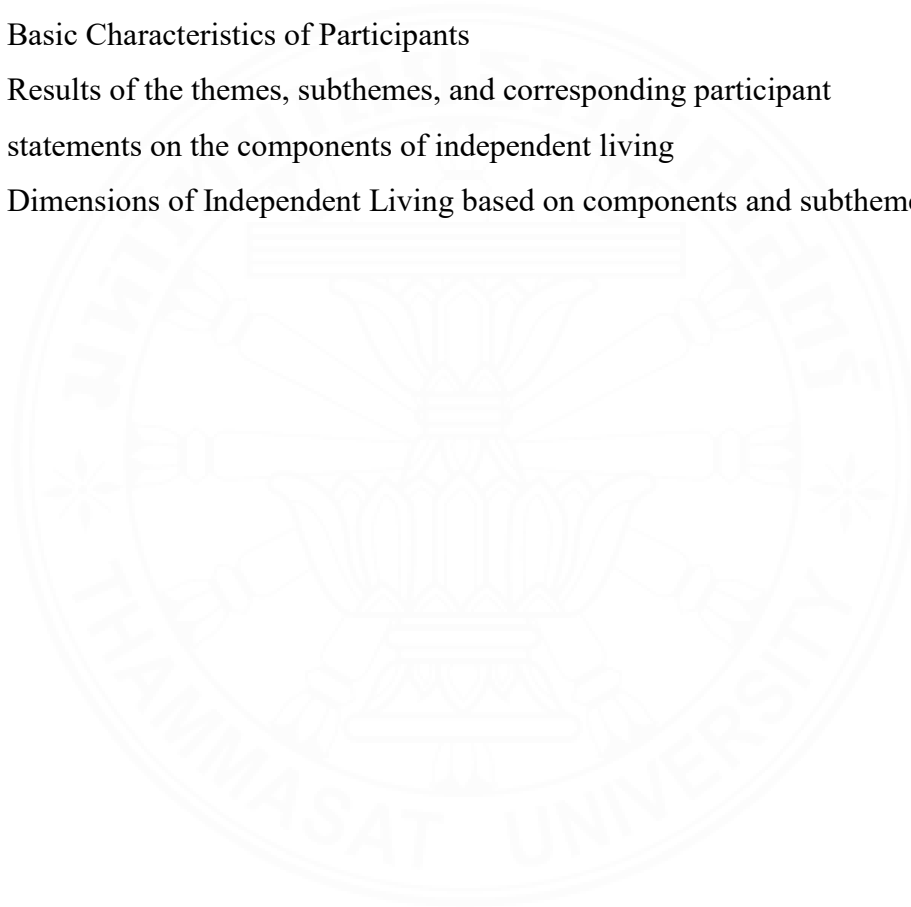 Basic Characteristics of Participants
Results of the themes, subthemes, and corresponding participant
statements on the components of independent living
Dimensions of Independent Living based on components and
THAMMASAT UNIVERSITY